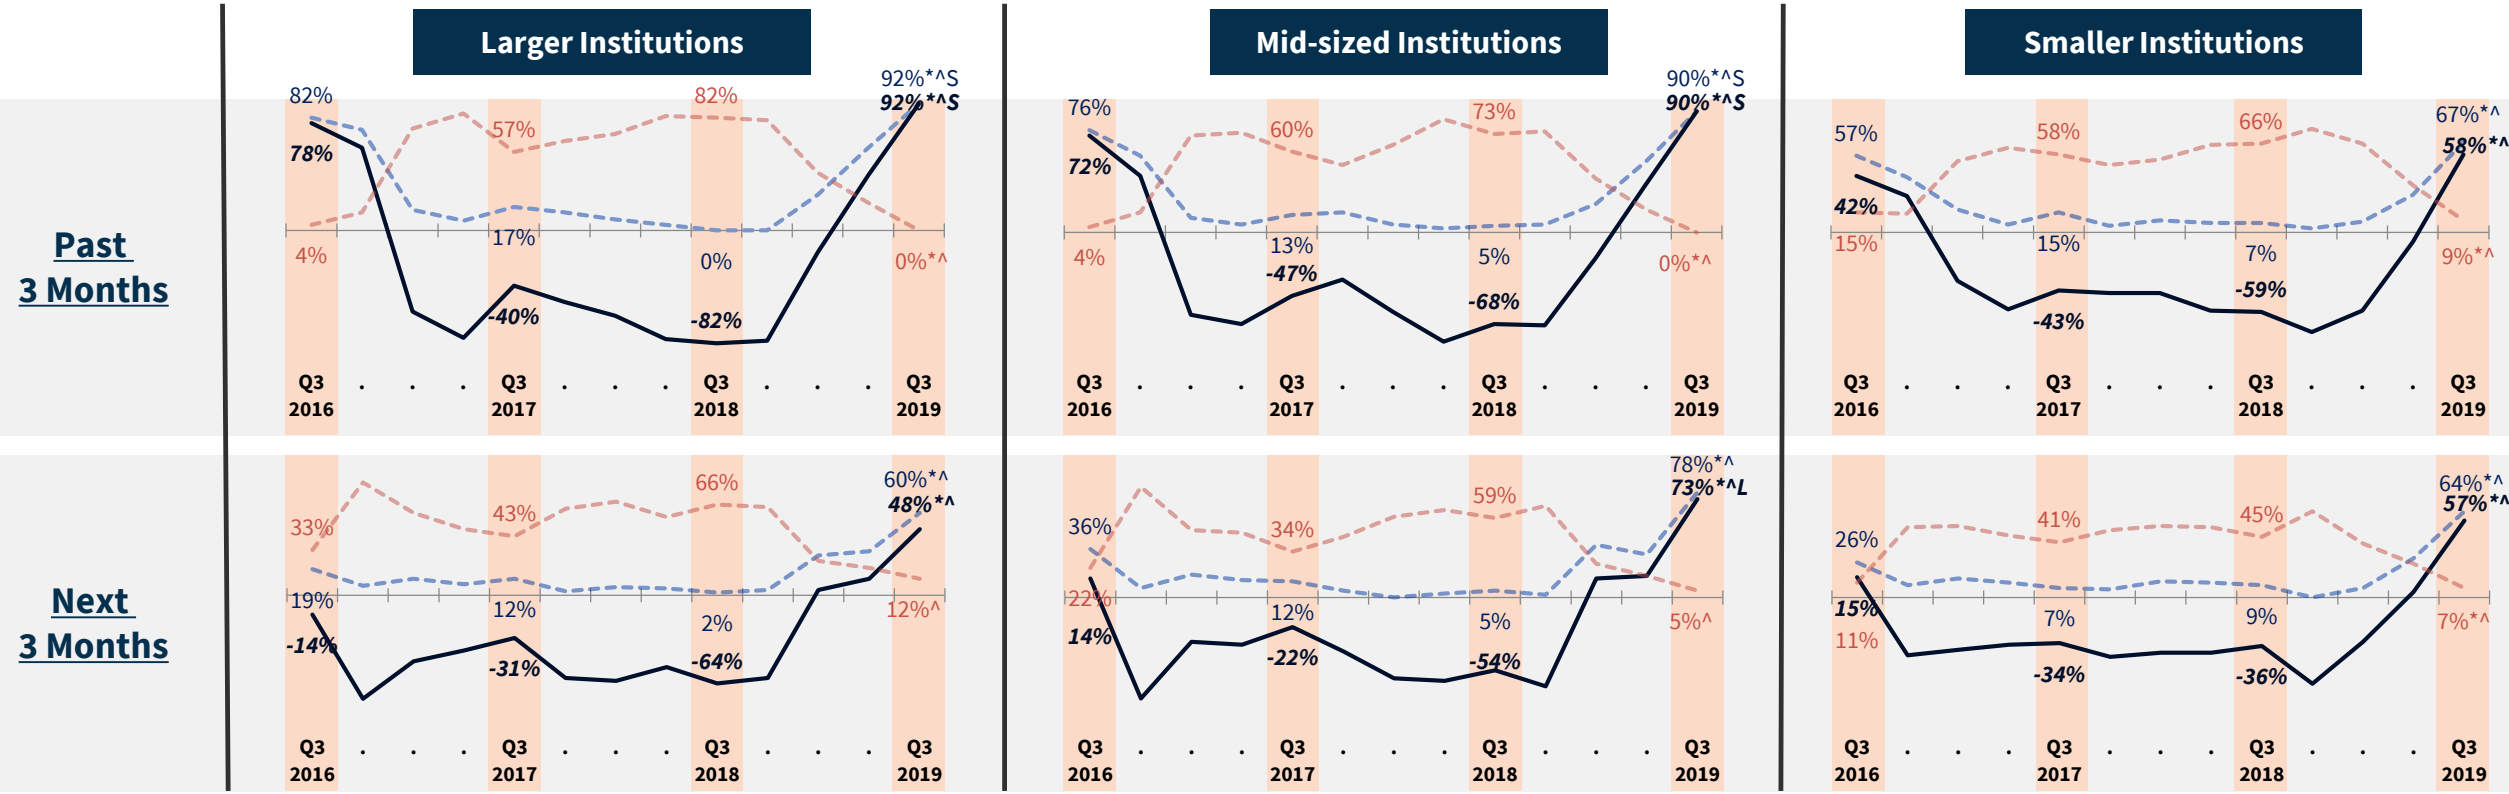 Larger Institutions
Mid-sized Institutions
Smaller Institutions
Past
3 Months
82%
78%
4%
57%
17%
-40%
82%
0%
-82%
92%*^S
92%*^S
0%*^
Q3 . . . Q3 . . . Q3 . . . Q3
2016 2017 2018 2019
76%
72%
4%
60%
13%
-47%
73%
5%
-68%
90%*^S
90%*^S
0%*^
Q3 . . . Q3 . . . Q3 . . . Q3
2016 2017 2018 2019
57%
42%
15%
58%
15%
-43%
66%
7%
-59%
67%*^
58%*^
9%*^
Q3 . . . Q3 . . . Q3 . . . Q3
2016 2017 2018 2019
Next
3 Months
33%
19%
-14%
43%
12%
-31%
66%
2%
-64%
60%*^
48%*^
12%^
Q3 . . . Q3 . . . Q3 . . . Q3
2016 2017 2018 2019
36%
22%
14%
34%
12%
-22%
59%
5%
-54%
78%*^
73%*^L
5%^
Q3 . . . Q3 . . . Q3 . . . Q3
2016 2017 2018 2019
26%
15%
11%
41%
7%
-34%
45%
9%
-36%
64%*^
57%*^
7%*^
Q3 . . . Q3 . . . Q3 . . . Q3
2016 2017 2018 2019